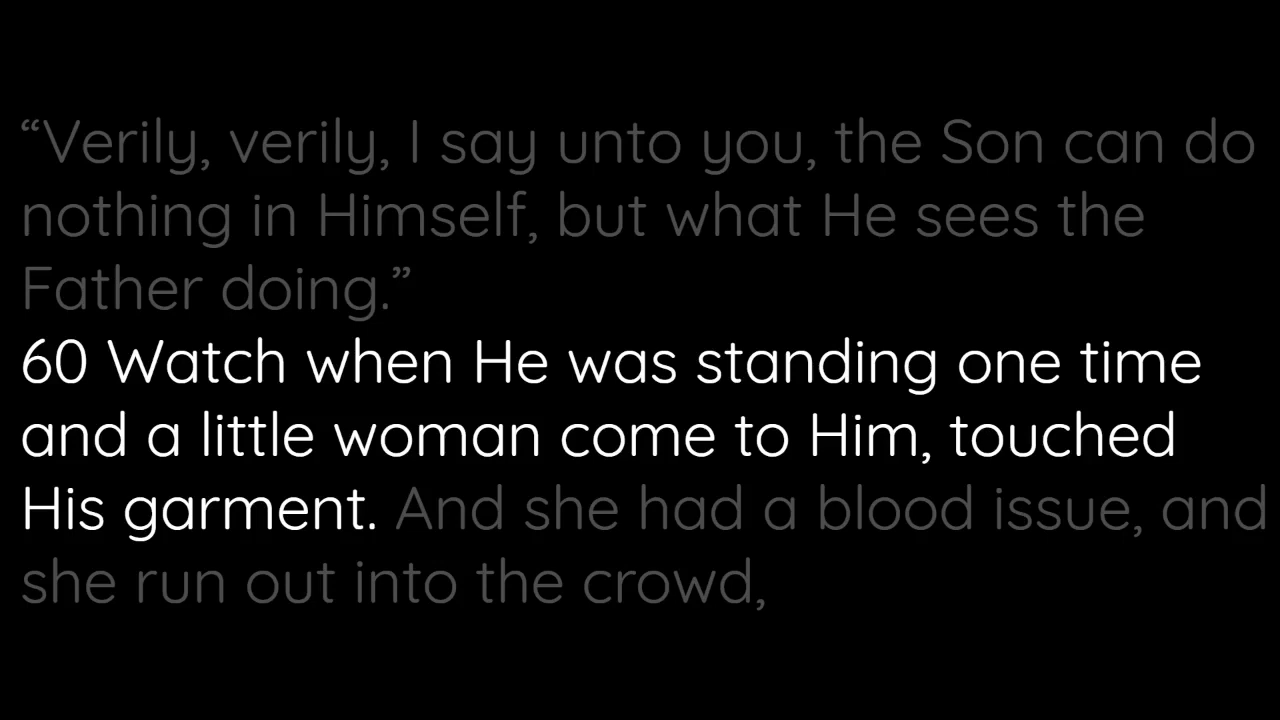 “Verily, verily, I say unto you, the Son can do
nothing in Himself, but what He sees the
Father doing.”
60 Watch when He was standing one time
and a little woman come to Him, touched
His garment. And she had a blood issue, and
she run out into the crowd,